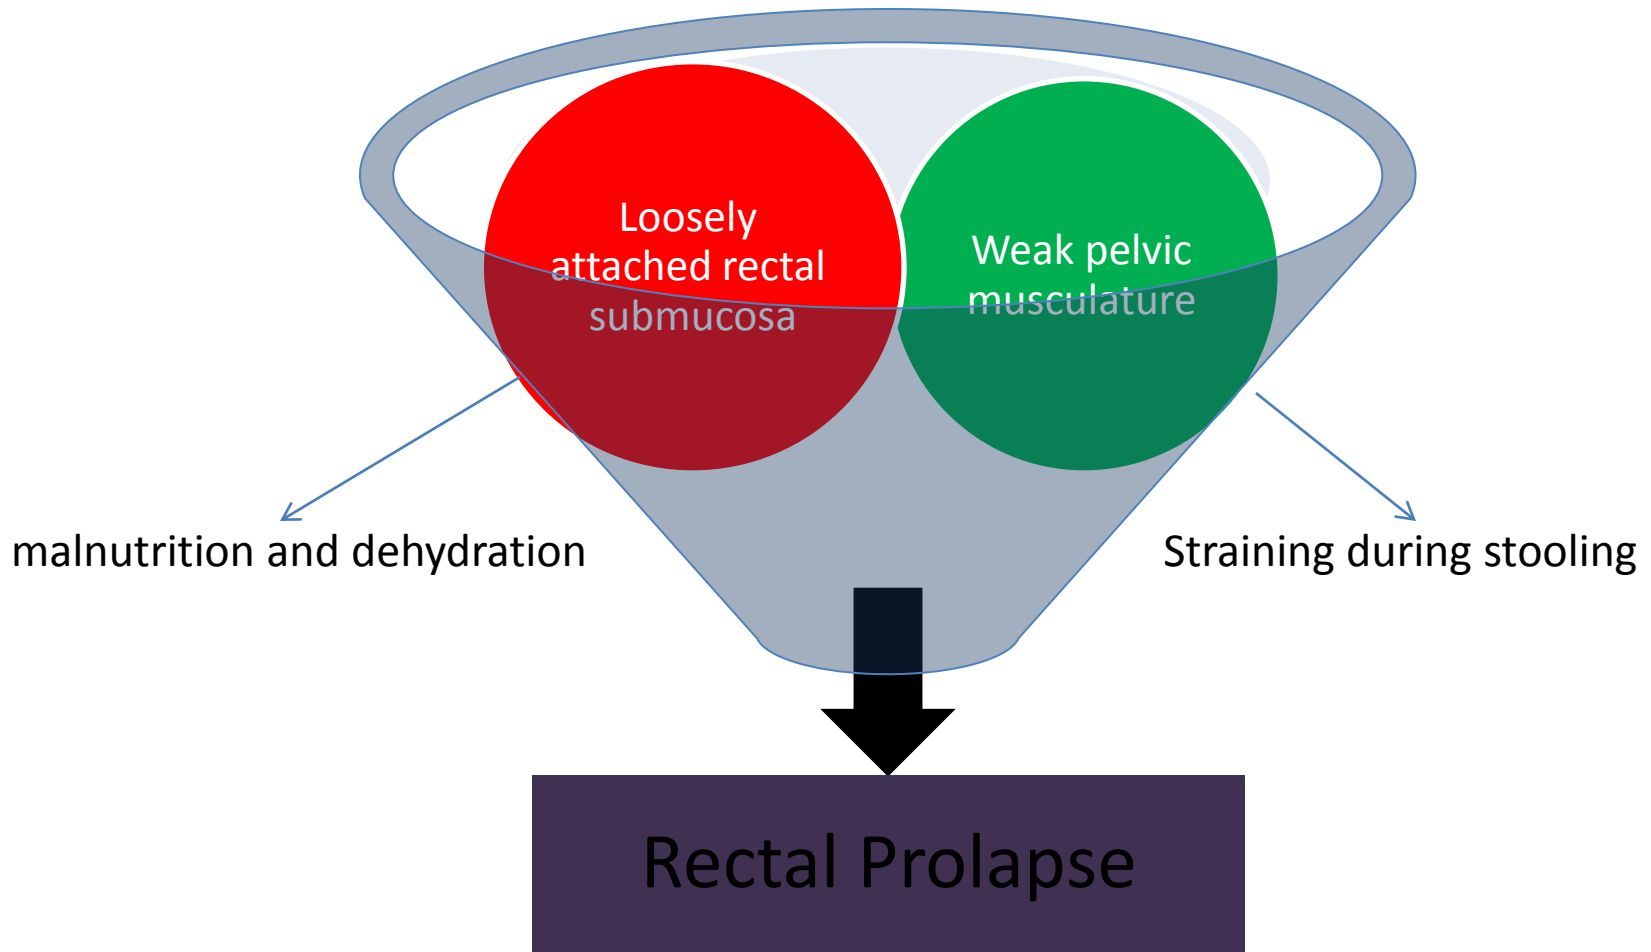 Loosely
attached rectal
submucosa
Weak pelvic
musculature
malnutrition and dehydration
Straining during stooling
Rectal Prolapse